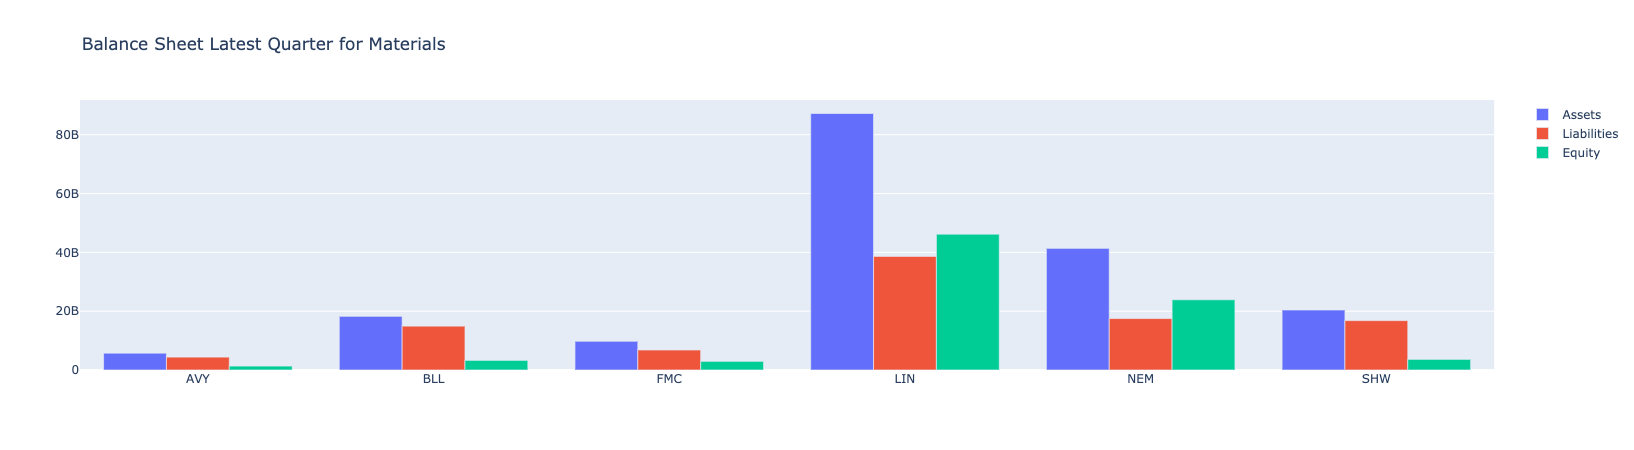 Balance Sheet Latest Quarter for Materials
80B
60B
40B
20B
0
AVY BLL FMC LIN NEM SHW
Assets
Liabilities
Equity